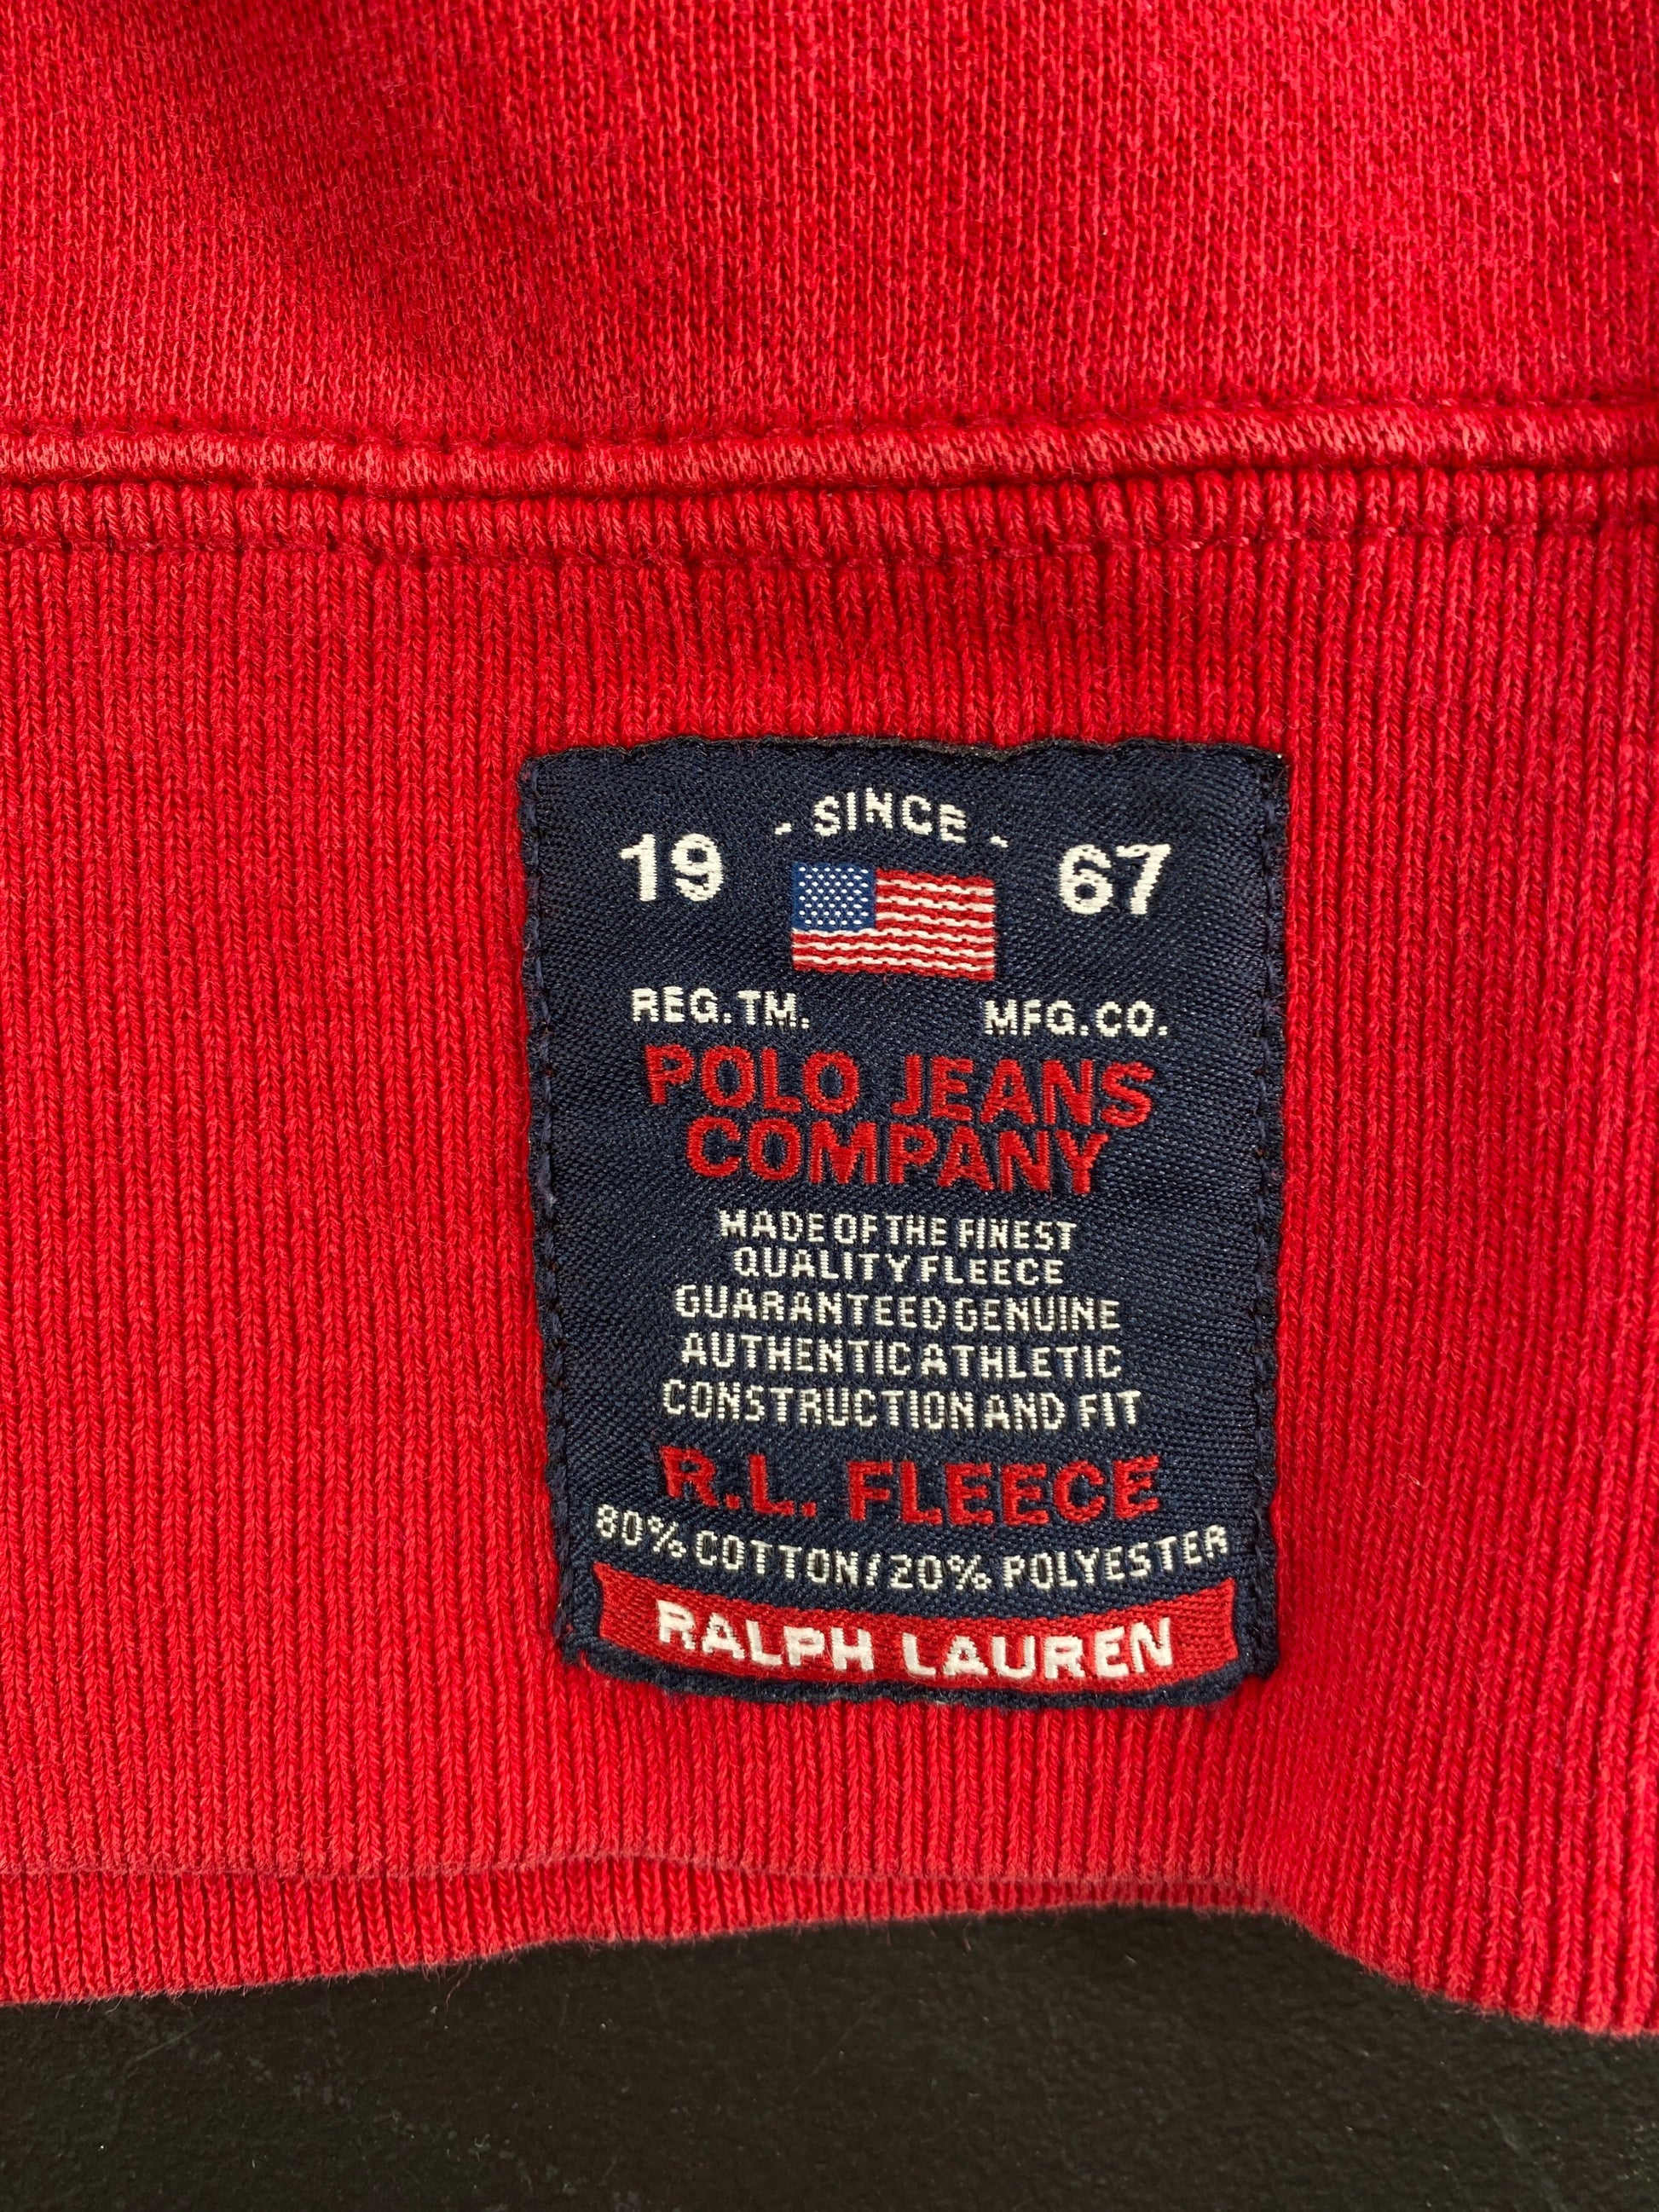 - SINCE -
19 67
REG.TM. MFG.CO.
POLO JEANS
COMPANY
MADE OF THE FINEST
QUALITY FLEECE
GUARANTEED GENUINE
AUTHENTIC ATHLETIC
CONSTRUCTION AND FIT
R.L. FLEECE
80% COTTON/20% POLYESTER
RALPH LAUREN